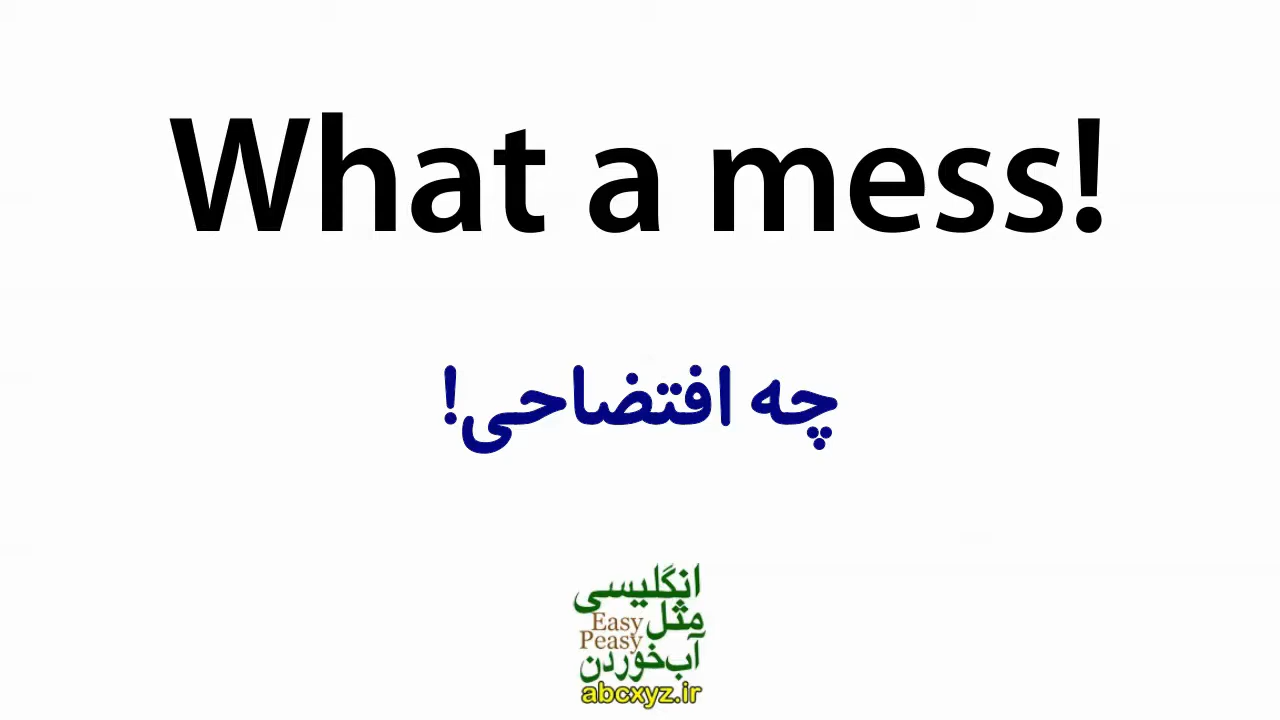 What a mess!
چه افتضاحی!
انگلیسی
مثل Easy
Peasy
آب‌خوردن
abcxyz.ir